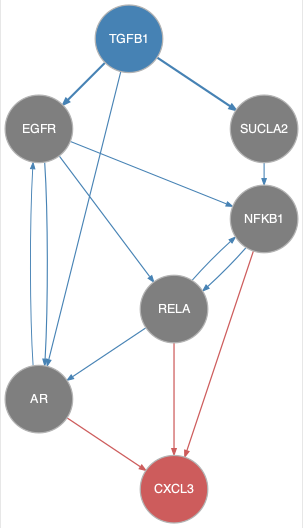 TGFB1
EGFR
SUCLA2
NFKB1
RELA
AR
CXCL3